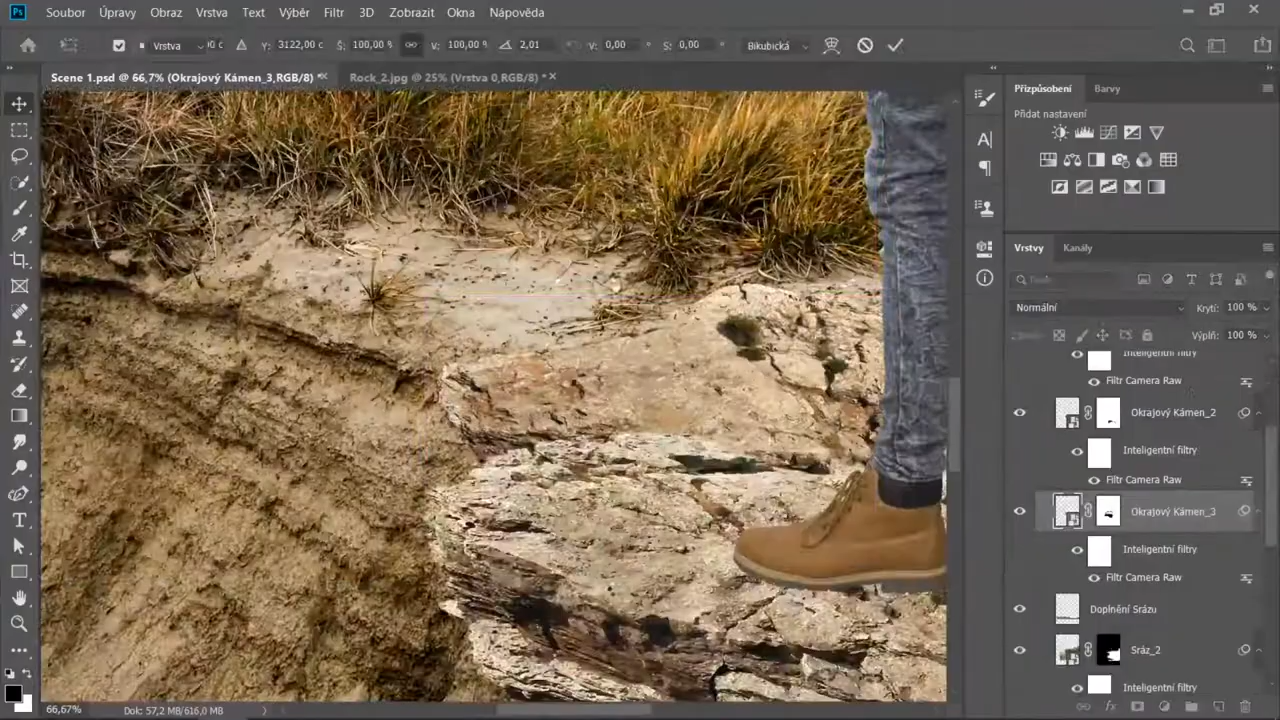 Ps Soubor Úpravy Obraz Vrstva Text Výběr Filtr 3D Zobrazit Okna Nápověda
Vrstva 00 c Y: 3122,00 c Š: 100,00 % V: 100,00 % 2,01 V: 0,00 ° S: 0,00 ° Bikubická
Scene 1.psd @ 66,7% (Okrajový Kámen_3,RGB/8) * × Rock_2.jpg @ 25% (Vrstva 0,RGB/8) * ×
Přizpůsobení Barvy
Přidat nastavení
Vrstvy Kanály
Normální Krytí: 100 %
Výplň: 100 %
Inteligentní filtry
Filtr Camera Raw
Okrajový Kámen_2
Inteligentní filtry
Filtr Camera Raw
Okrajový Kámen_3
Inteligentní filtry
Filtr Camera Raw
Doplnění Srázu
Sráz_2
Inteligentní filtry
66,67% Dok: 57,2 MB/616,0 MB